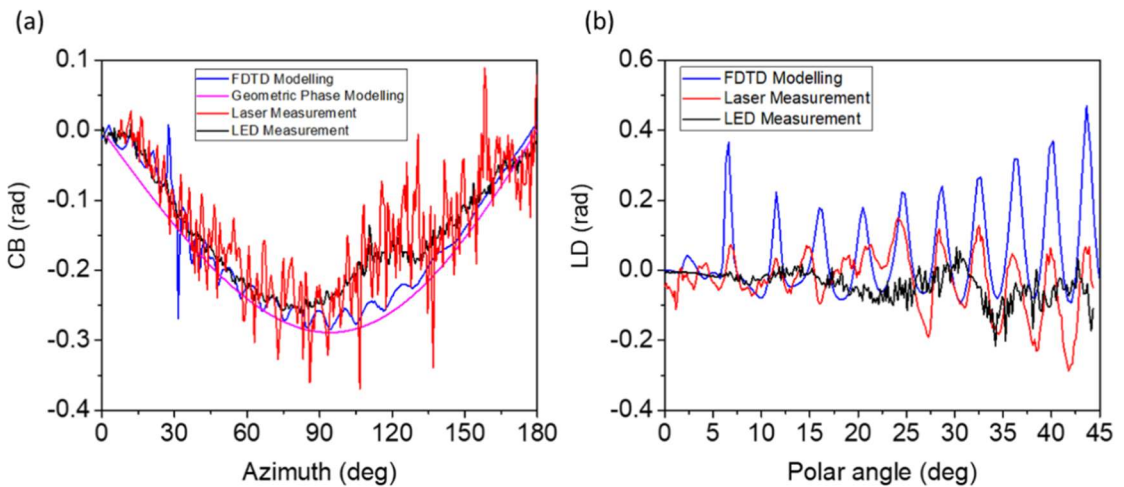 (a)
0.1
0.0
-0.1
-0.2
-0.3
-0.4
CB (rad)
FDTD Modelling
Geometric Phase Modelling
Laser Measurement
LED Measurement
0 30 60 90 120 150 180
Azimuth (deg)
(b)
0.6
0.4
0.2
0.0
-0.2
-0.4
LD (rad)
FDTD Modelling
Laser Measurement
LED Measurement
0 5 10 15 20 25 30 35 40 45
Polar angle (deg)